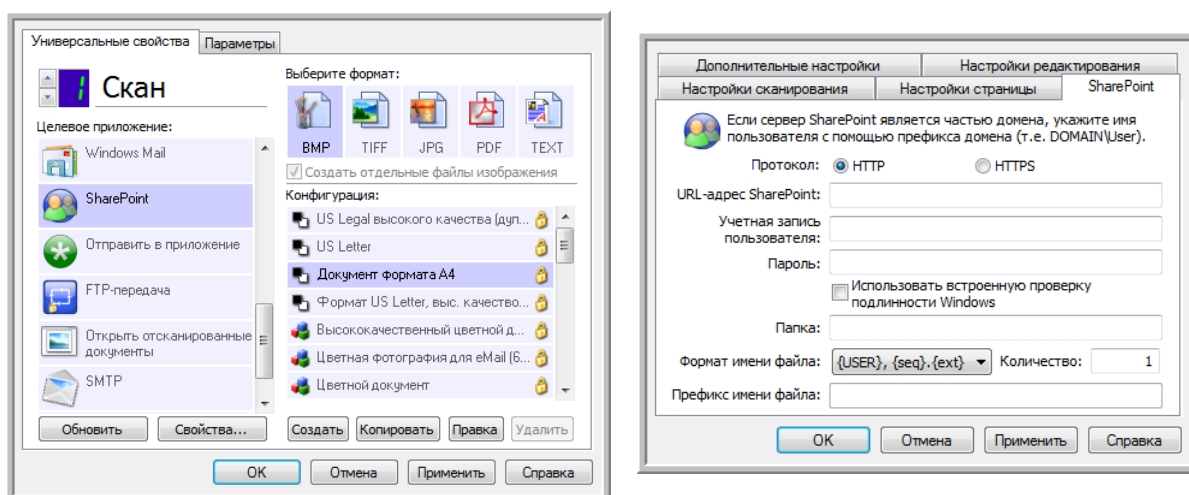 Универсальные свойства
Параметры
1
Скан
Целевое приложение:
Windows Mail
SharePoint
Отправить в приложение
FTP-передача
Открыть отсканированные
документы
SMTP
Обновить
Свойства...
Выберите формат:
BMP
TIFF
JPG
PDF
TEXT
Создать отдельные файлы изображения
Конфигурация:
US Legal высокого качества (дуп...
US Letter
Документ формата A4
Формат US Letter, выс. качество...
Высококачественный цветной д...
Цветная фотография для eMail (6...
Цветной документ
Создать
Копировать
Правка
Удалить
OK
Отмена
Применить
Справка
Дополнительные настройки
Настройки редактирования
Настройки сканирования
Настройки страницы
SharePoint
Если сервер SharePoint является частью домена, укажите имя
пользователя с помощью префикса домена (т.е. DOMAIN\User).
Протокол:
HTTP
HTTPS
URL-адрес SharePoint:
Учетная запись
пользователя:
Пароль:
Использовать встроенную проверку
подлинности Windows
Папка:
Формат имени файла:
{USER}, {seq}.{ext}
Количество:
1
Префикс имени файла:
OK
Отмена
Применить
Справка